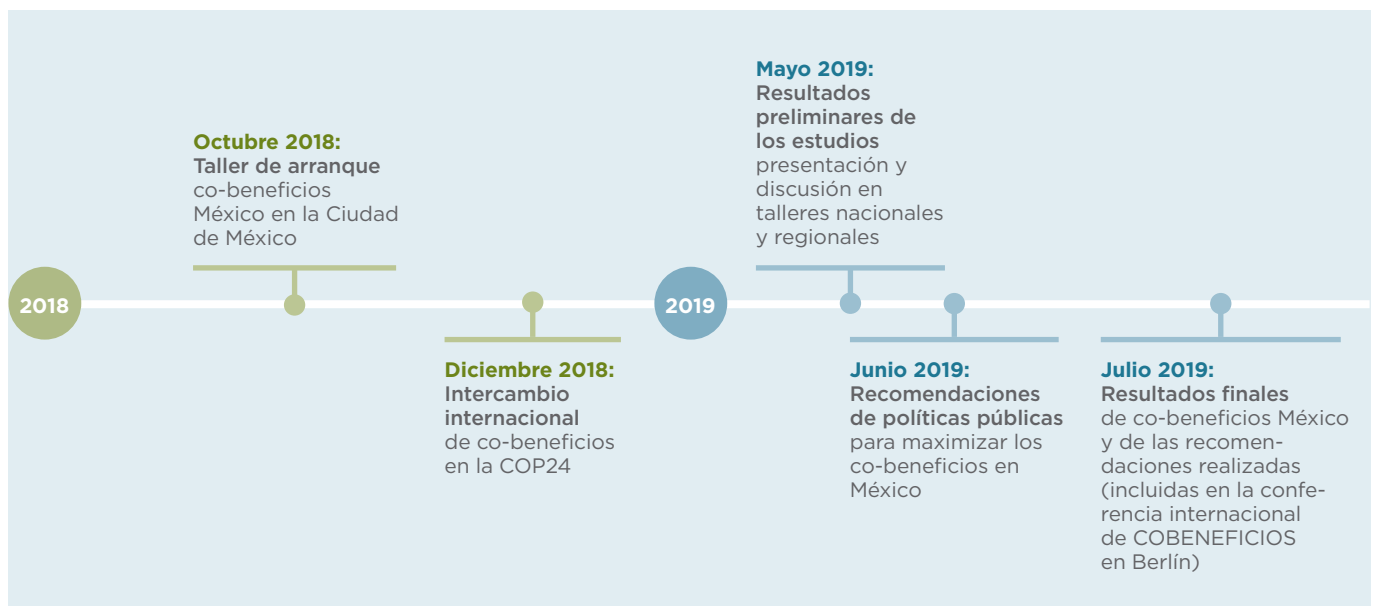 2018
Octubre 2018:
Taller de arranque
co-beneficios
México en la Ciudad
de México
Diciembre 2018:
Intercambio
internacional
de co-beneficios
en la COP24
2019
Mayo 2019:
Resultados
preliminares de
los estudios
presentación y
discusión en
talleres nacionales
y regionales
Junio 2019:
Recomendaciones
de políticas públicas
para maximizar los
co-beneficios en
México
Julio 2019:
Resultados finales
de co-beneficios México
y de las recomen-
daciones realizadas
(incluidas en la confe-
rencia internacional
de COBENEFICIOS
en Berlín)